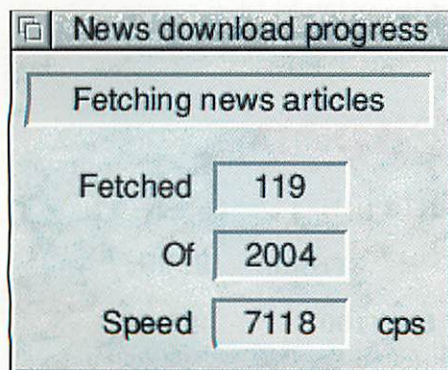 News download progress
Fetching news articles
Fetched 119
Of 2004
Speed 7118 cps